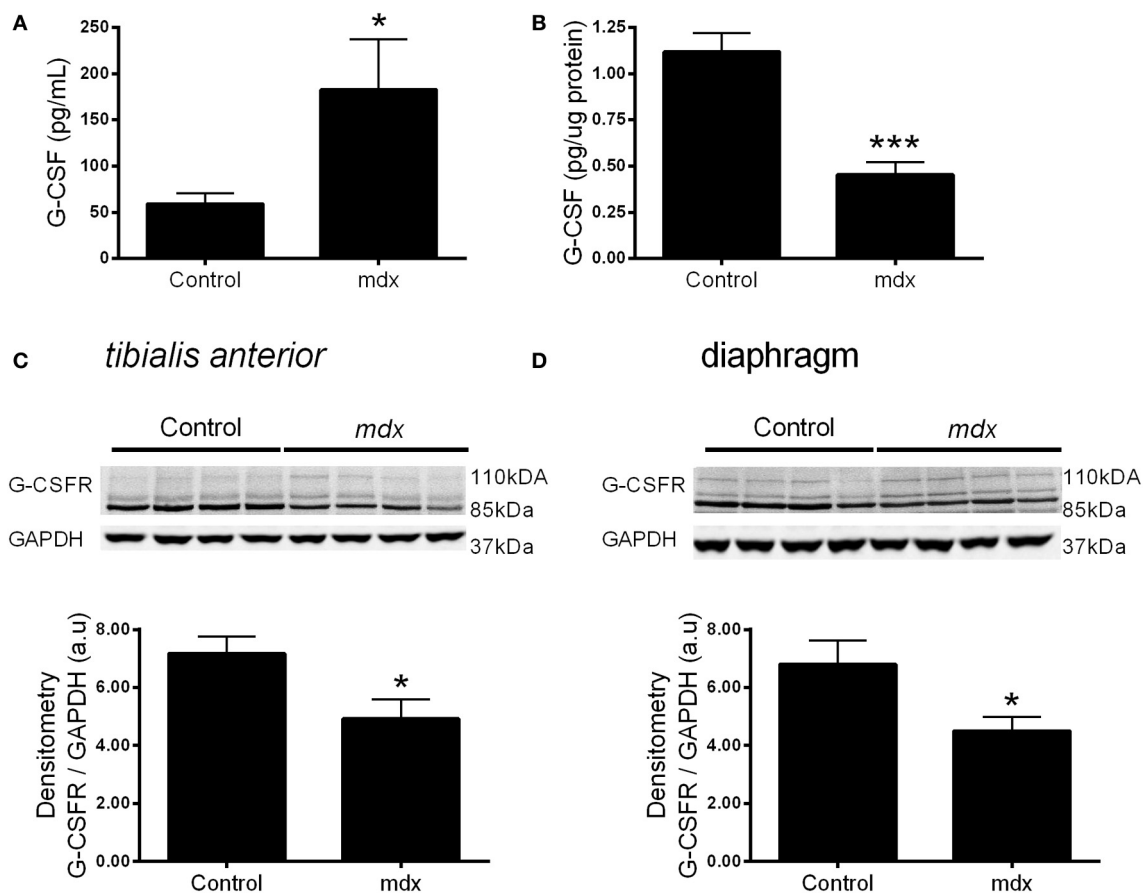 A
G-CSF (pg/mL)
250
200
150
100
50
0
*
Control
mdx
B
G-CSF (pg/ug protein)
1.25
1.00
0.75
0.50
0.25
0.00
***
Control
mdx
C
tibialis anterior
Control
mdx
G-CSFR
110kDA
85kDa
GAPDH
37kDa
Densitometry
G-CSFR / GAPDH (a.u)
8.00
6.00
4.00
2.00
0.00
*
Control
mdx
D
diaphragm
Control
mdx
G-CSFR
110kDA
85kDa
GAPDH
37kDa
Densitometry
G-CSFR / GAPDH (a.u)
8.00
6.00
4.00
2.00
0.00
*
Control
mdx